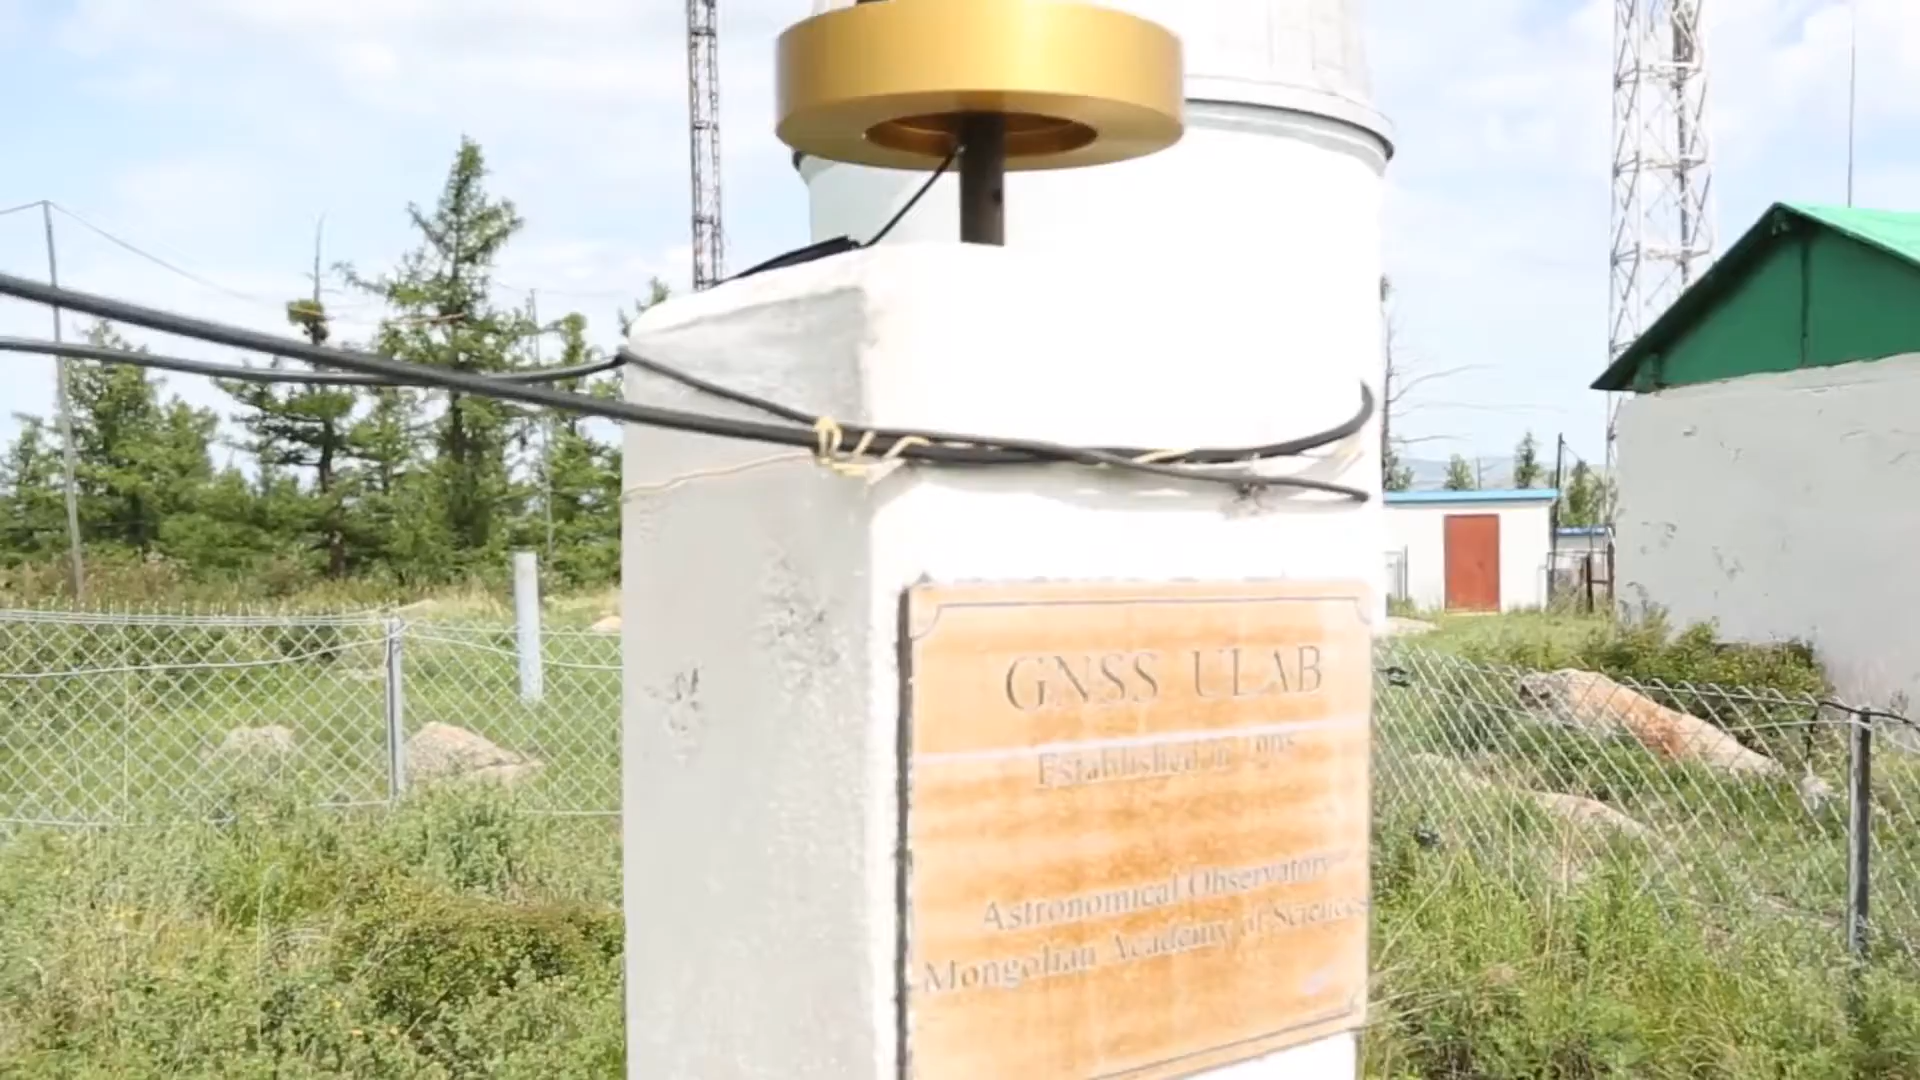 GNSS ULAB
Established in
Astronomical Observatory
Mongolian Academy of Sciences